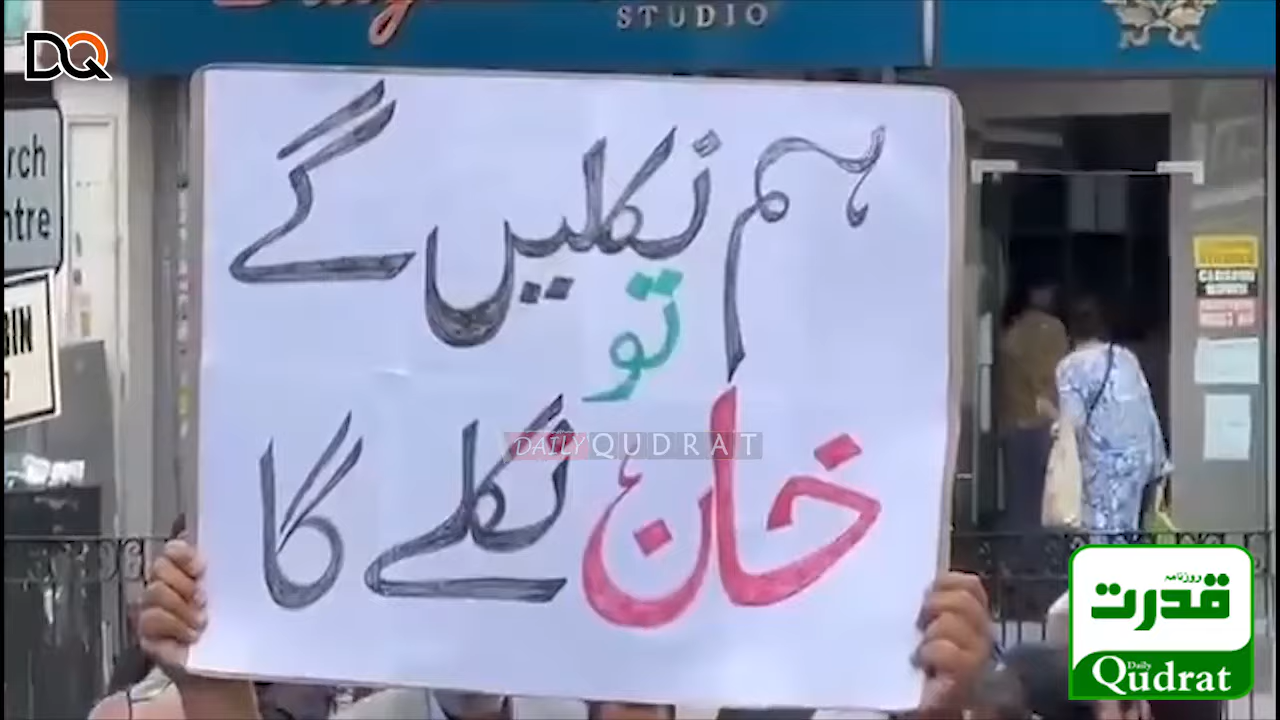 DQ
STUDIO
ہم نکلیں گے
تو
خان نکلے گا
DAILY QUDRAT
روزنامہ
قدرت
Daily
Qudrat